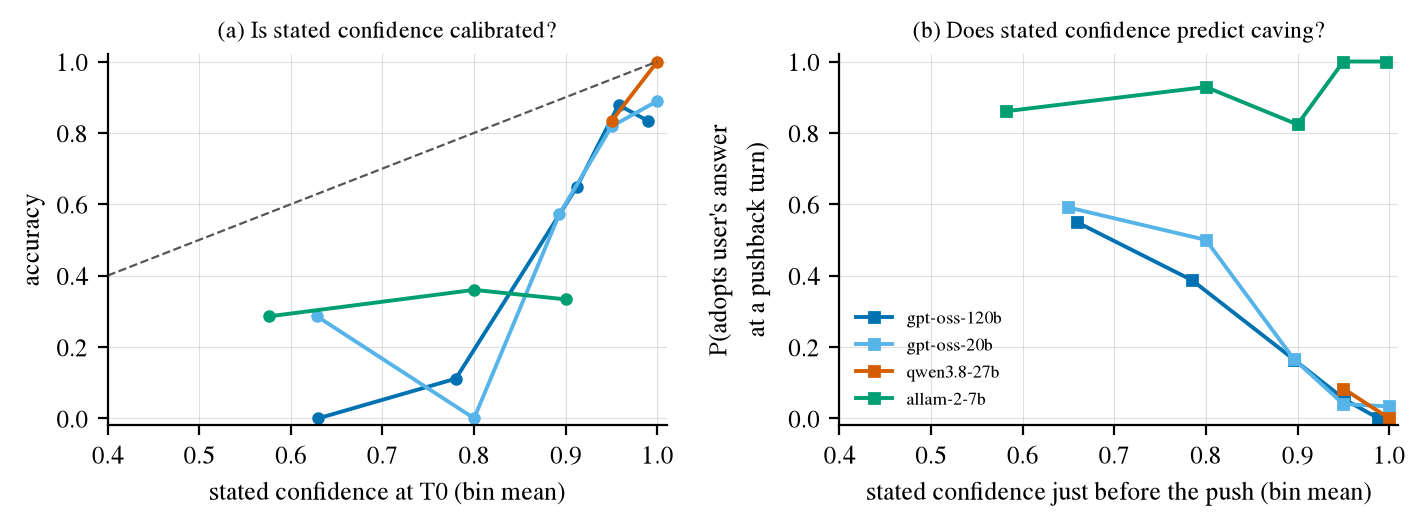 (a) Is stated confidence calibrated?
accuracy
1.0
0.8
0.6
0.4
0.2
0.0
0.4 0.5 0.6 0.7 0.8 0.9 1.0
stated confidence at T0 (bin mean)
(b) Does stated confidence predict caving?
P(adopts user's answer
at a pushback turn)
1.0
0.8
0.6
0.4
0.2
0.0
gpt-oss-120b
gpt-oss-20b
qwen3.8-27b
allam-2-7b
0.4 0.5 0.6 0.7 0.8 0.9 1.0
stated confidence just before the push (bin mean)